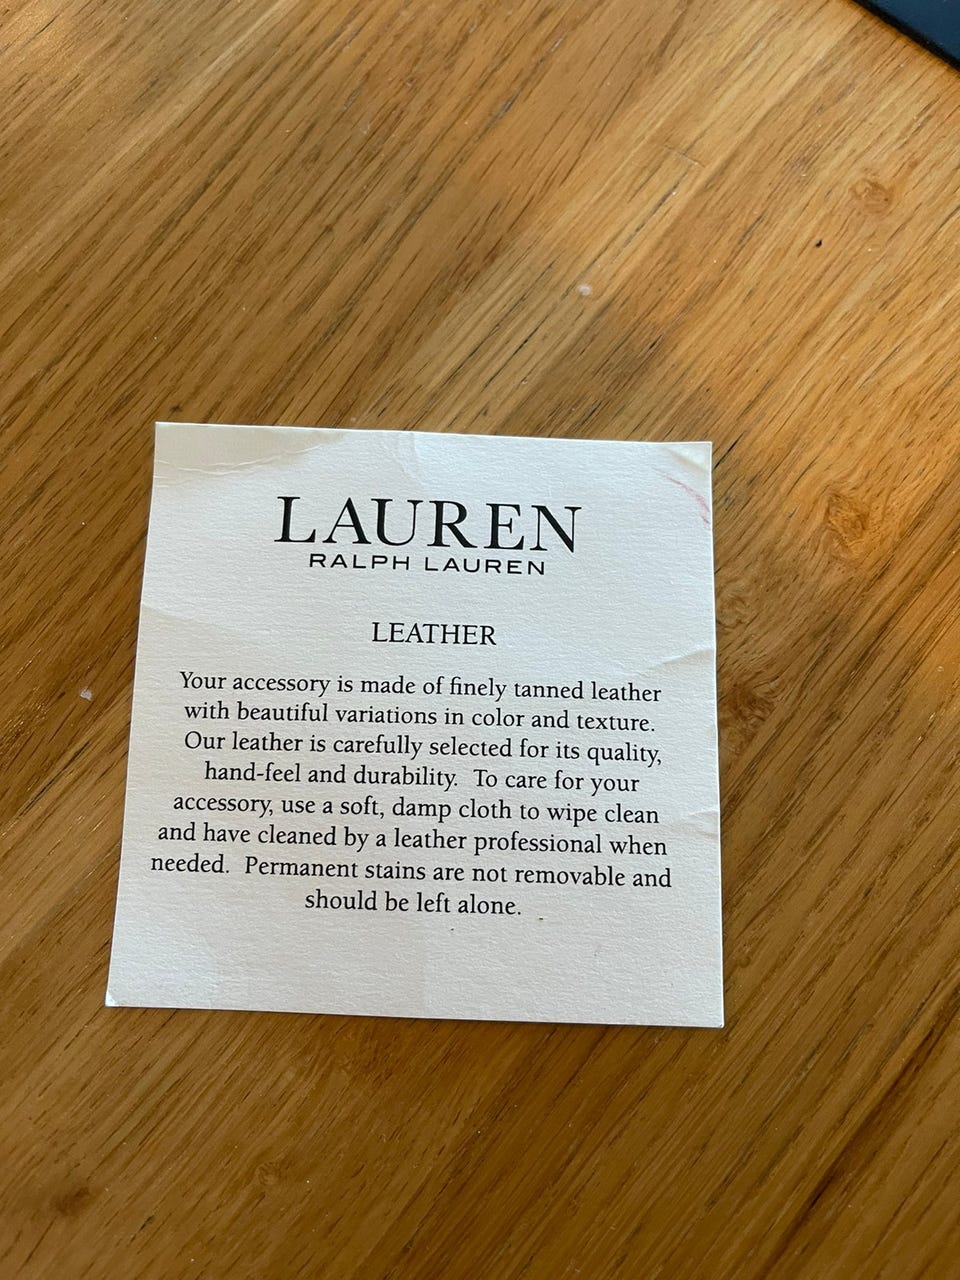 LAUREN
RALPH LAUREN
LEATHER
Your accessory is made of finely tanned leather
with beautiful variations in color and texture.
Our leather is carefully selected for its quality,
hand-feel and durability.  To care for your
accessory, use a soft, damp cloth to wipe clean
and have cleaned by a leather professional when
needed.  Permanent stains are not removable and
should be left alone.